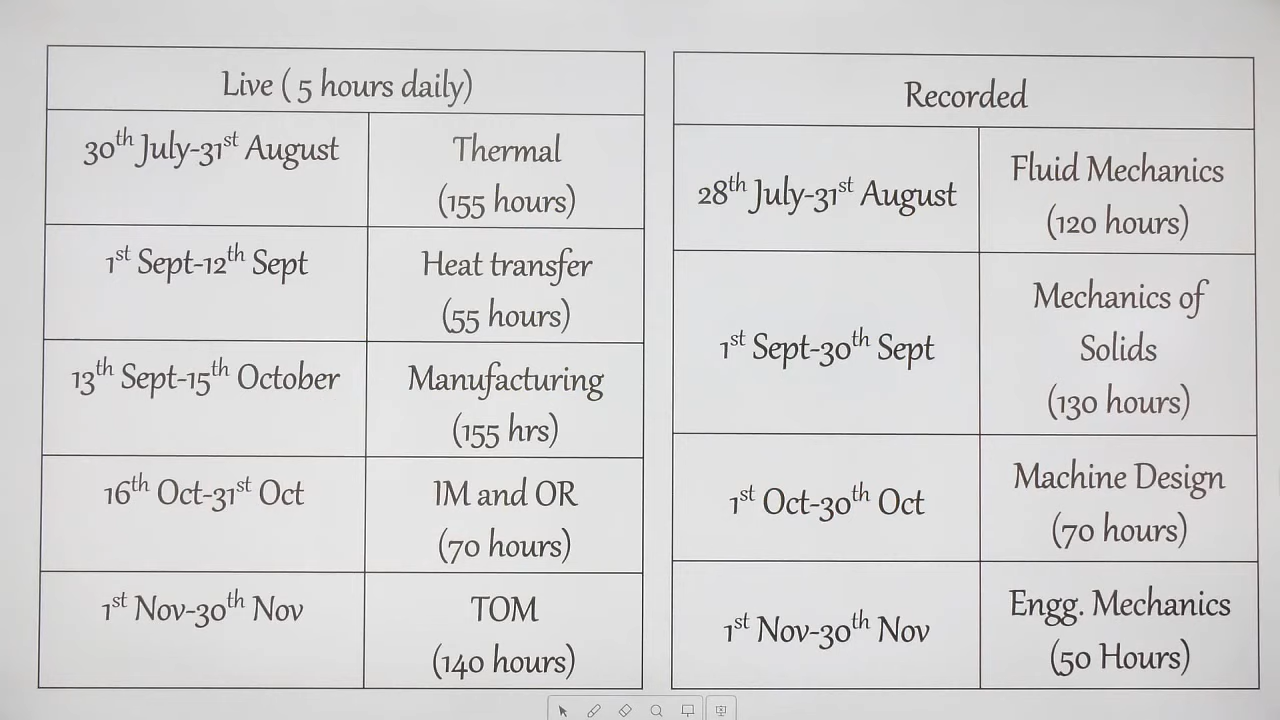 Live ( 5 hours daily)
30th July-31st August
Thermal
(155 hours)
1st Sept-12th Sept
Heat transfer
(55 hours)
13th Sept-15th October
Manufacturing
(155 hrs)
16th Oct-31st Oct
IM and OR
(70 hours)
1st Nov-30th Nov
TOM
(140 hours)
Recorded
28th July-31st August
Fluid Mechanics
(120 hours)
1st Sept-30th Sept
Mechanics of
Solids
(130 hours)
1st Oct-30th Oct
Machine Design
(70 hours)
1st Nov-30th Nov
Engg. Mechanics
(50 Hours)